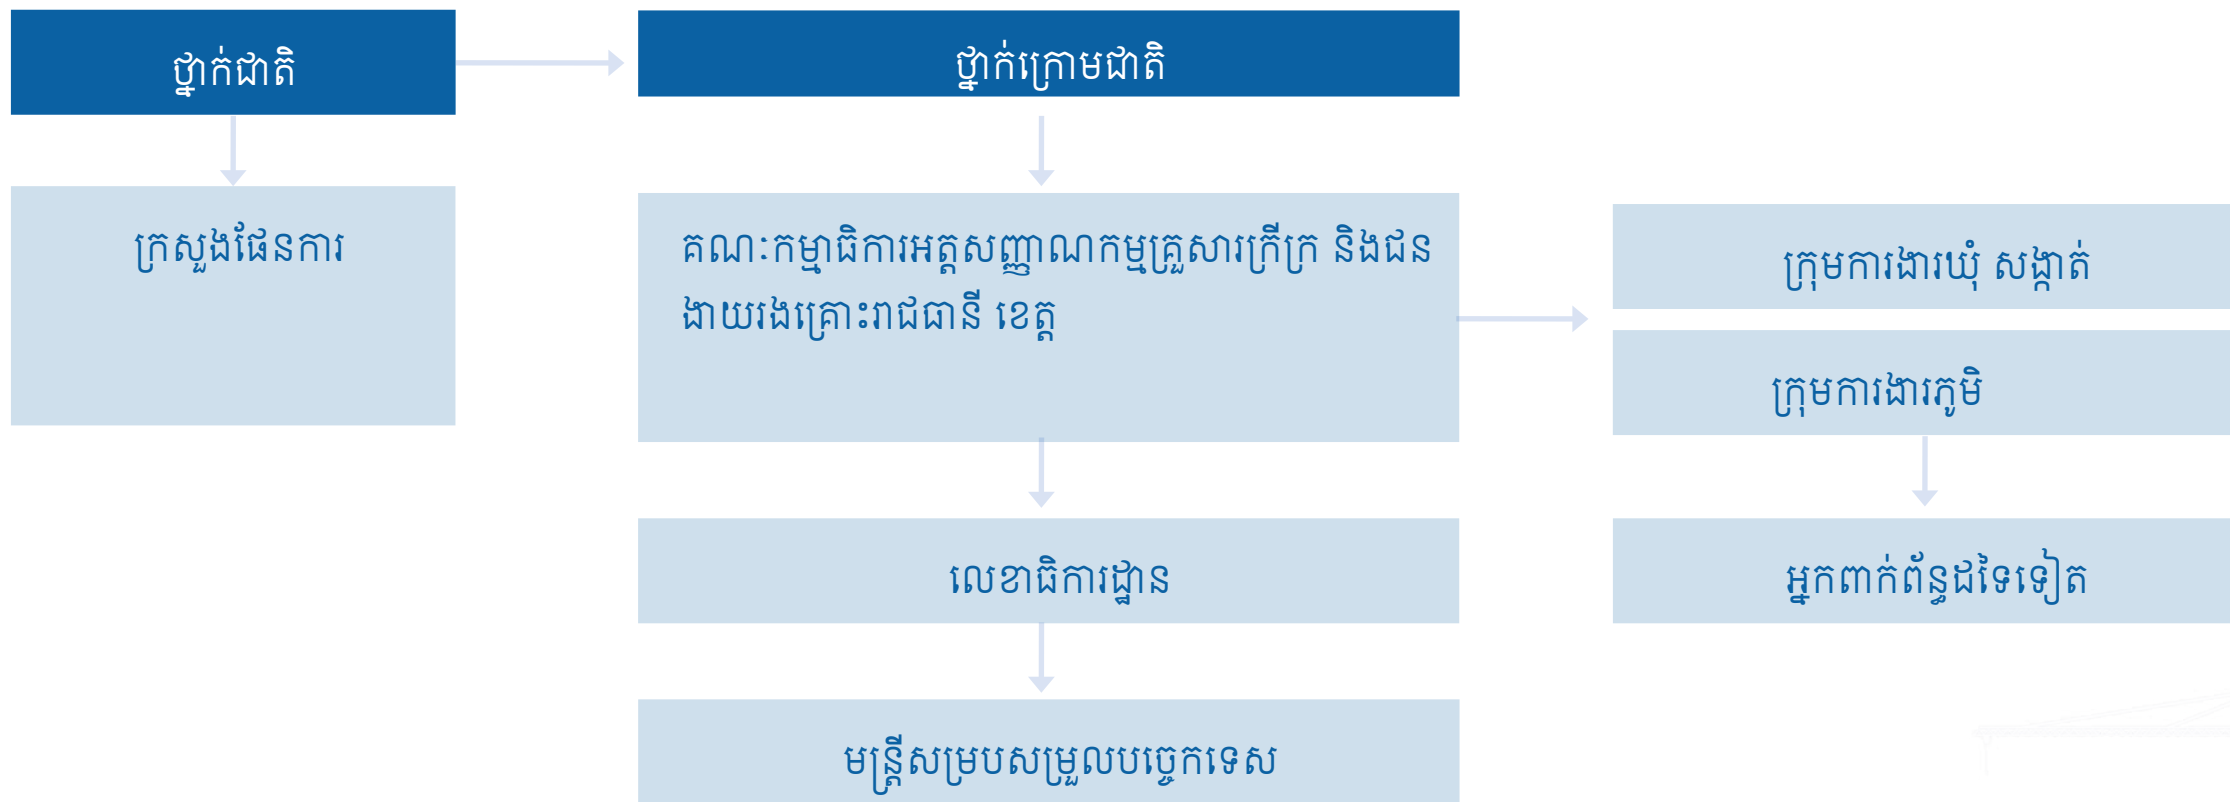 ថ្នាក់ជាតិ
ថ្នាក់ក្រោមជាតិ
ក្រសួងផែនការ
គណៈកម្មាធិការអត្តសញ្ញាណកម្មគ្រួសារក្រីក្រ និងជន
ងាយរងគ្រោះរាជធានី ខេត្ត
ក្រុមការងារឃុំ សង្កាត់
ក្រុមការងារភូមិ
លេខាធិការដ្ឋាន
អ្នកពាក់ព័ន្ធដទៃទៀត
មន្ត្រីសម្របសម្រួលបច្ចេកទេស